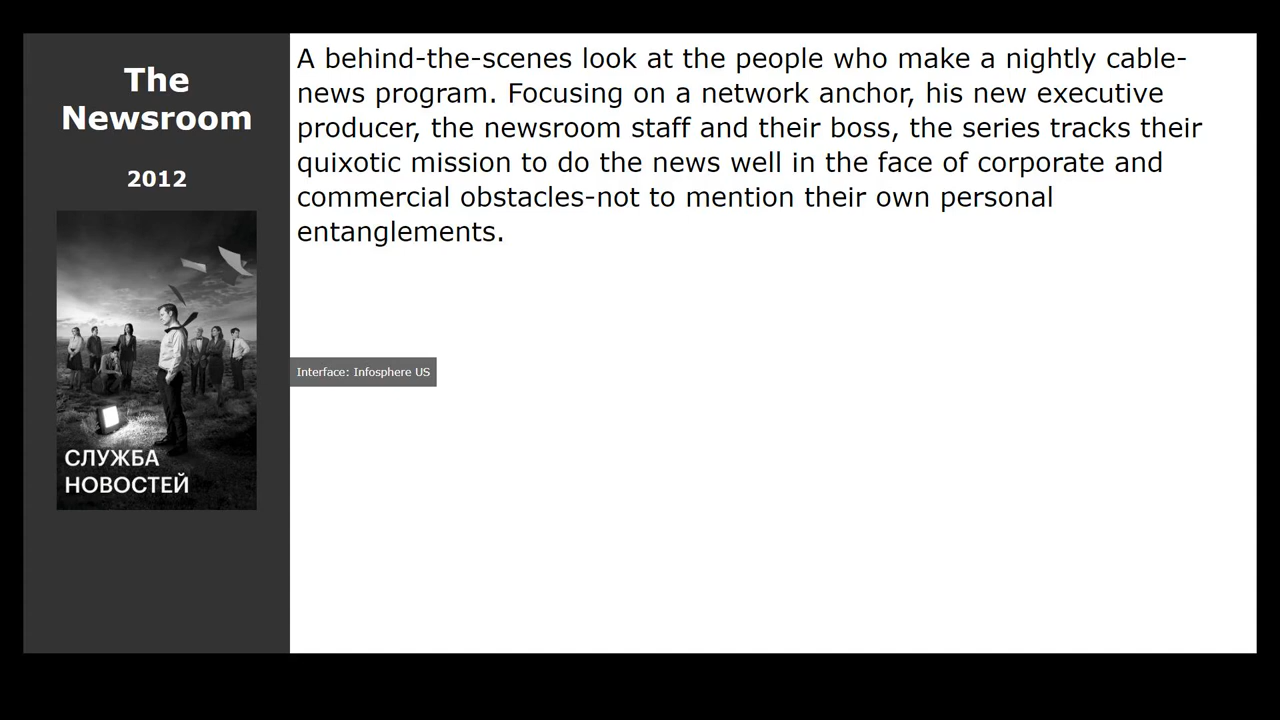 The
Newsroom
2012
СЛУЖБА
НОВОСТЕЙ
A behind-the-scenes look at the people who make a nightly cable-
news program. Focusing on a network anchor, his new executive
producer, the newsroom staff and their boss, the series tracks their
quixotic mission to do the news well in the face of corporate and
commercial obstacles-not to mention their own personal
entanglements.
Interface: Infosphere US